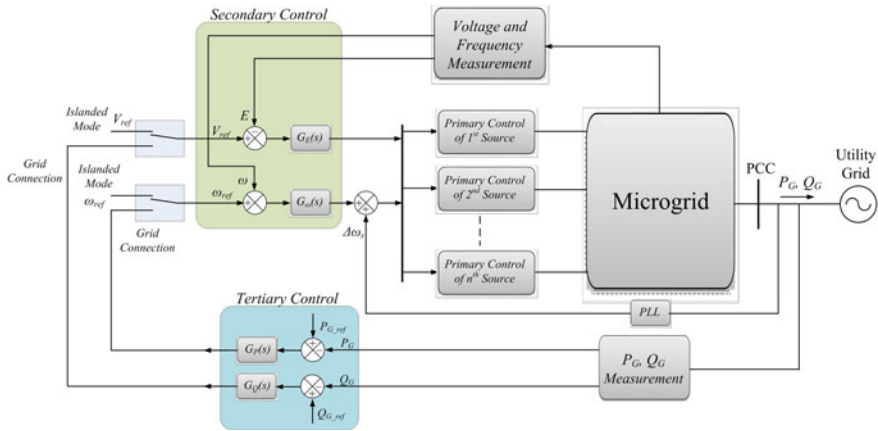 Secondary Control
Voltage and
Frequency
Measurement
Islanded
Mode
V_ref
E
V_ref
G_E(s)
Primary Control
of 1st Source
Grid
Connection
Islanded
Mode
ω_ref
ω
ω_ref
G_ω(s)
Δω_s
Primary Control
of 2nd Source
Primary Control
of nth Source
Microgrid
PCC
P_G, Q_G
Utility
Grid
Grid
Connection
PLL
Tertiary Control
P_G_ref
P_G
G_P(s)
Q_G
G_Q(s)
Q_G_ref
P_G, Q_G
Measurement